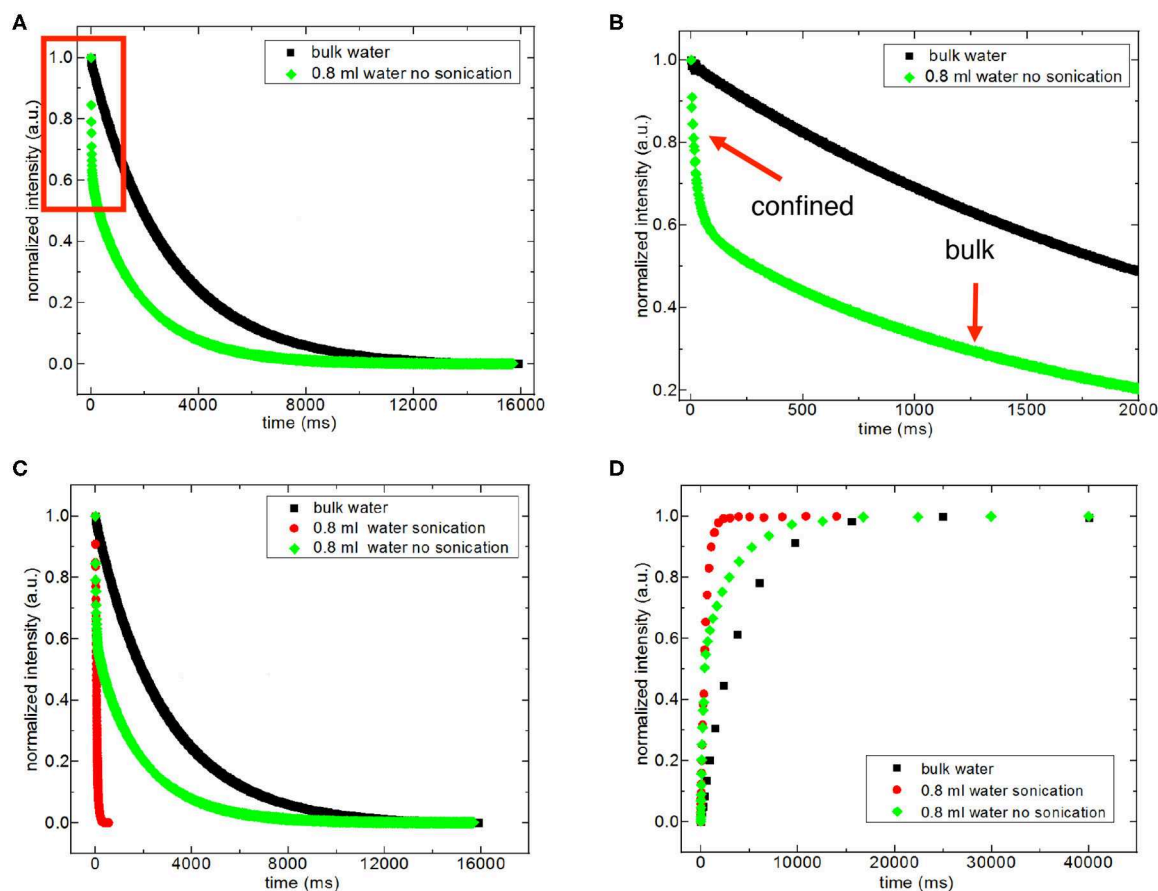 A
bulk water
0.8 ml water no sonication
normalized intensity (a.u.)
1.0
0.8
0.6
0.4
0.2
0.0
0
4000
8000
12000
16000
time (ms)
B
bulk water
0.8 ml water no sonication
confined
bulk
normalized intensity (a.u.)
1.0
0.8
0.6
0.4
0.2
0
500
1000
1500
2000
time (ms)
C
bulk water
0.8 ml water sonication
0.8 ml water no sonication
normalized intensity (a.u.)
1.0
0.8
0.6
0.4
0.2
0.0
0
4000
8000
12000
16000
time (ms)
D
normalized intensity (a.u.)
1.0
0.8
0.6
0.4
0.2
0.0
bulk water
0.8 ml water sonication
0.8 ml water no sonication
0
10000
20000
30000
40000
time (ms)